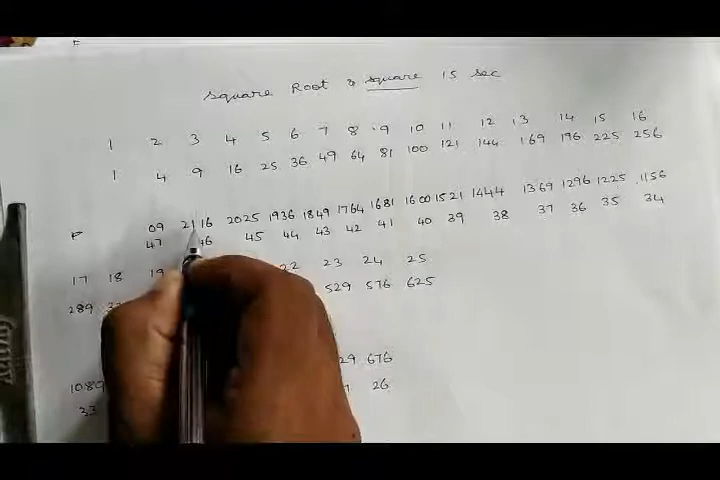 Square Root & Square 15 sec
1 2 3 4 5 6 7 8 9 10 11 12 13 14 15 16
1 4 9 16 25 36 49 64 81 100 121 144 169 196 225 256
09 2116 2025 1936 1849 1764 1681 1600 1521 1444 1369 1296 1225 1156
47 46 45 44 43 42 41 40 39 38 37 36 35 34
17 18 19 22 23 24 25
289 529 576 625
1089 29 676
33 26